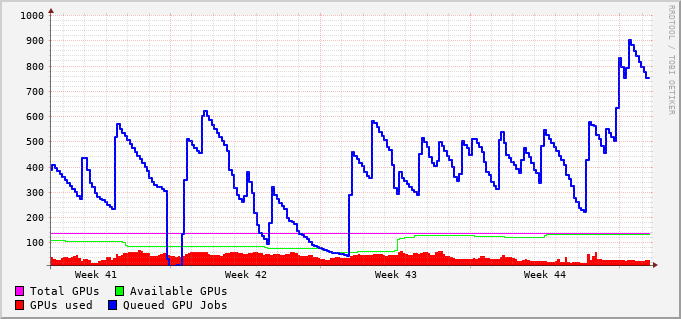 1000
900
800
700
600
500
400
300
200
100
Week 41 Week 42 Week 43 Week 44
Total GPUs Available GPUs
GPUs used Queued GPU Jobs
RRDTOOL / TOBI OETIKER